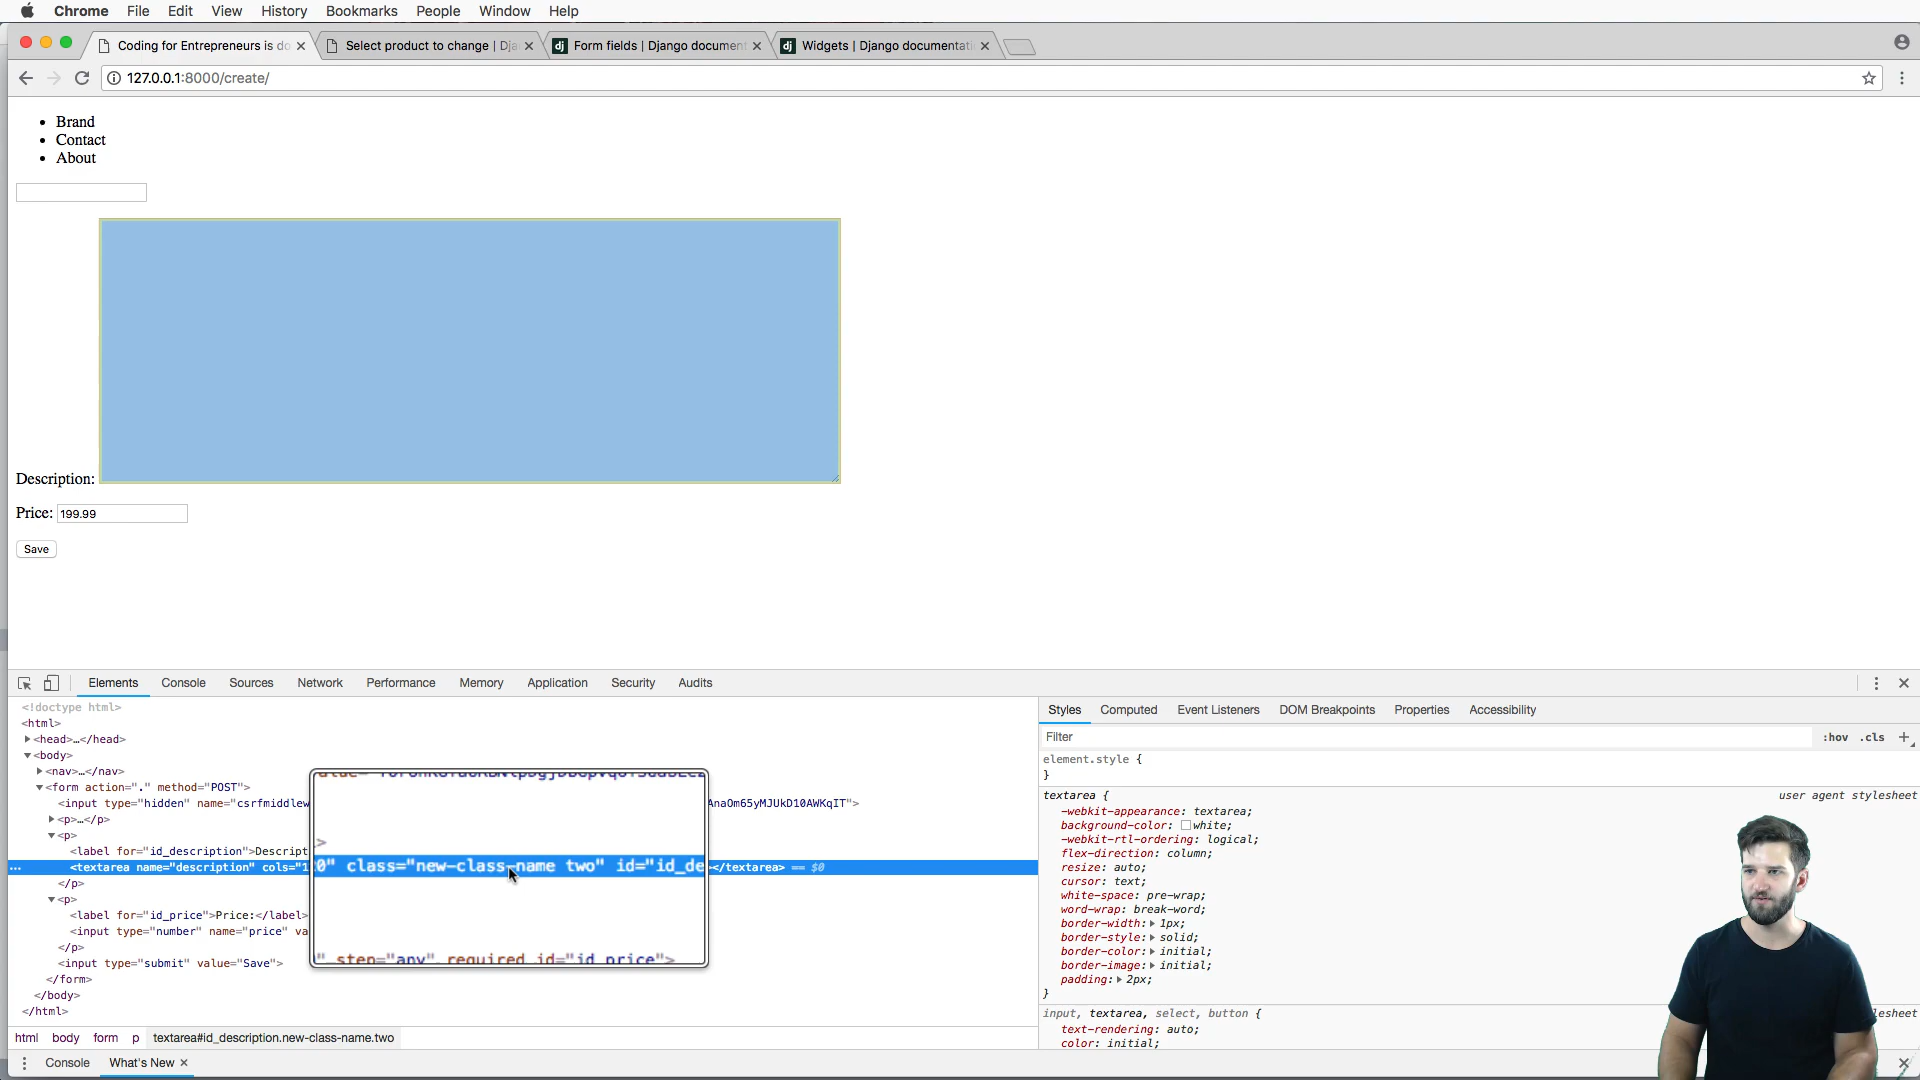 Chrome File Edit View History Bookmarks People Window Help
Coding for Entrepreneurs is do
Select product to change | Dja
Form fields | Django document
Widgets | Django documentati
127.0.0.1:8000/create/
Brand
Contact
About
Description:
Price: 199.99
Save
Elements Console Sources Network Performance Memory Application Security Audits
<!doctype html>
<html>
<head>…</head>
<body>
<nav>…</nav>
<form action="." method="POST">
<input type="hidden" name="csrfmiddlew AnaOm65yMJUkD10AWKqIT">
<p>…</p>
<p>
<label for="id_description">Descript
<textarea name="description" cols="1 20" class="new-class-name two" id="id_de ></textarea> == $0
</p>
<p>
<label for="id_price">Price:</label>
<input type="number" name="price" va " step="any" required id="id_price">
</p>
<input type="submit" value="Save">
</form>
</body>
</html>
html body form p textarea#id_description.new-class-name.two
Console What's New
Styles Computed Event Listeners DOM Breakpoints Properties Accessibility
Filter :hov .cls +
element.style {
}
textarea { user agent stylesheet
-webkit-appearance: textarea;
background-color: white;
-webkit-rtl-ordering: logical;
flex-direction: column;
resize: auto;
cursor: text;
white-space: pre-wrap;
word-wrap: break-word;
border-width: 1px;
border-style: solid;
border-color: initial;
border-image: initial;
padding: 2px;
}
input, textarea, select, button { lesheet
text-rendering: auto;
color: initial;